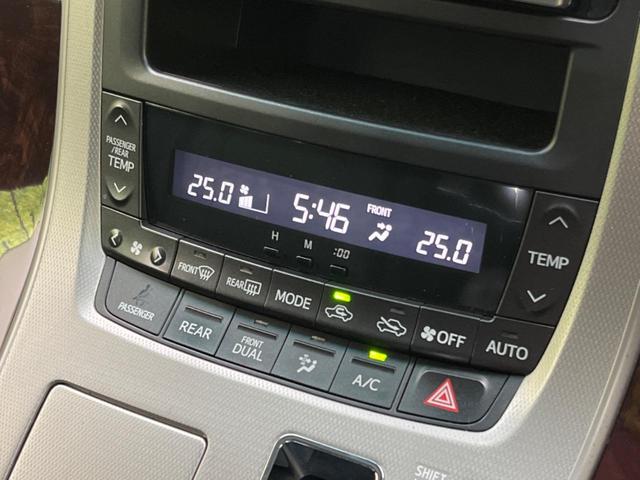 PASSENGER
/REAR
TEMP
25.0
5:46
FRONT
25.0
H
M
:00
TEMP
FRONT
REAR
MODE
OFF
AUTO
PASSENGER
REAR
FRONT
DUAL
A/C
SHIFT